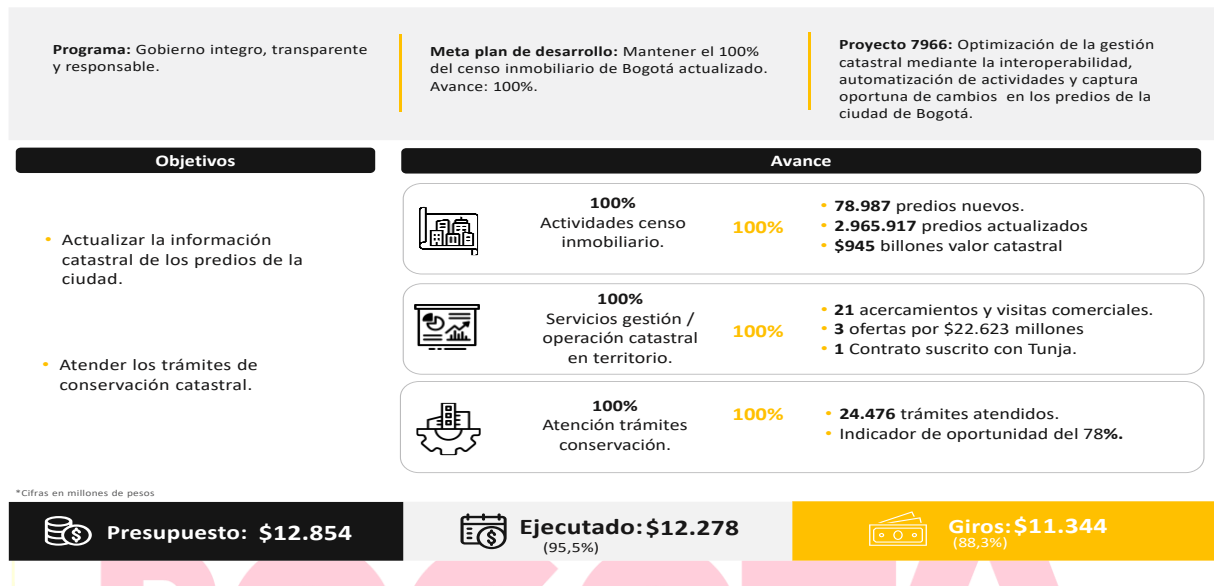 Programa: Gobierno integro, transparente
y responsable.
Meta plan de desarrollo: Mantener el 100%
del censo inmobiliario de Bogotá actualizado.
Avance: 100%.
Proyecto 7966: Optimización de la gestión
catastral mediante la interoperabilidad,
automatización de actividades y captura
oportuna de cambios en los predios de la
ciudad de Bogotá.
Objetivos
• Actualizar la información
catastral de los predios de la
ciudad.
• Atender los trámites de
conservación catastral.
Avance
100%
Actividades censo
inmobiliario.
100%
• 78.987 predios nuevos.
• 2.965.917 predios actualizados
• $945 billones valor catastral
100%
Servicios gestión /
operación catastral
en territorio.
100%
• 21 acercamientos y visitas comerciales.
• 3 ofertas por $22.623 millones
• 1 Contrato suscrito con Tunja.
100%
Atención trámites
conservación.
100%
• 24.476 trámites atendidos.
• Indicador de oportunidad del 78%.
*Cifras en millones de pesos
Presupuesto: $12.854
Ejecutado: $12.278
(95,5%)
Giros: $11.344
(88,3%)
BOGOTÁ